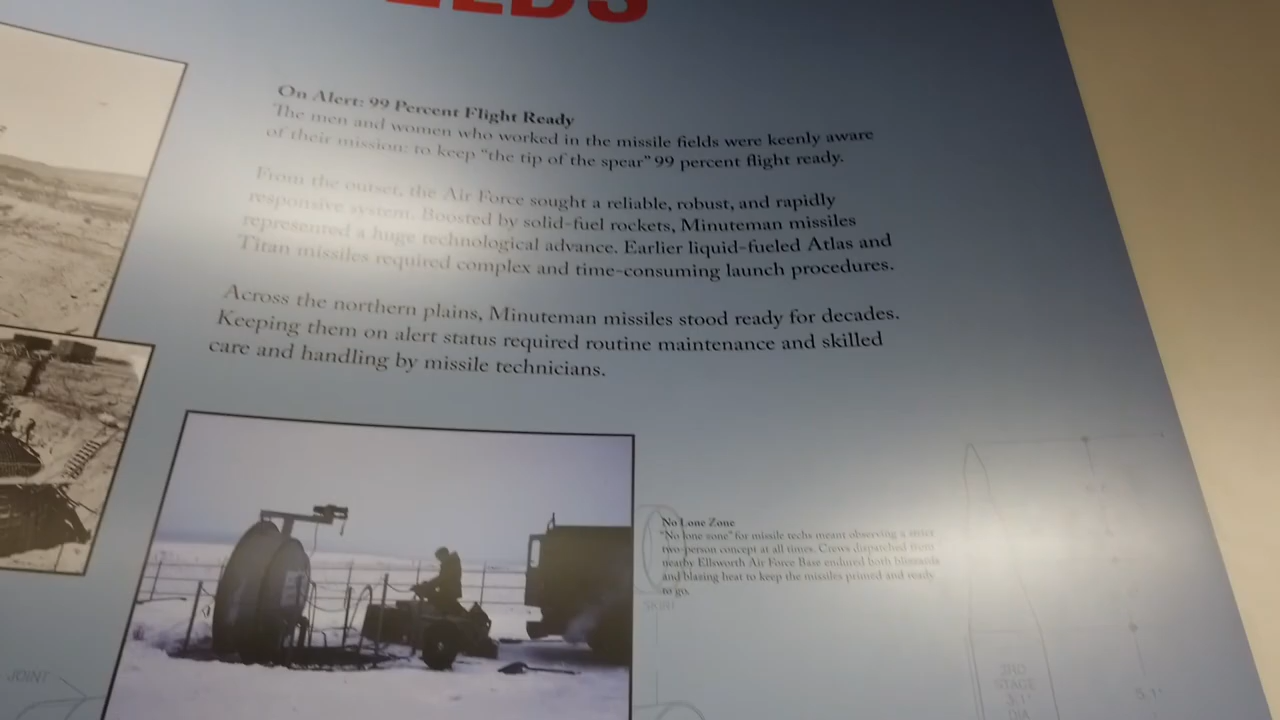 On Alert: 99 Percent Flight Ready
The men and women who worked in the missile fields were keenly aware
of their mission: to keep "the tip of the spear" 99 percent flight ready.
From the outset, the Air Force sought a reliable, robust, and rapidly
responsive system. Boosted by solid-fuel rockets, Minuteman missiles
represented a huge technological advance. Earlier liquid-fueled Atlas and
Titan missiles required complex and time-consuming launch procedures.
Across the northern plains, Minuteman missiles stood ready for decades.
Keeping them on alert status required routine maintenance and skilled
care and handling by missile technicians.
No Lone Zone
"No lone zone" for missile techs meant observing a strict
two-person concept at all times. Crews dispatched from
nearby Ellsworth Air Force Base endured both blizzards
and blazing heat to keep the missiles primed and ready
to go.
SKIRT
JOINT
3RD
STAGE
3.1'
DIA
5.1'